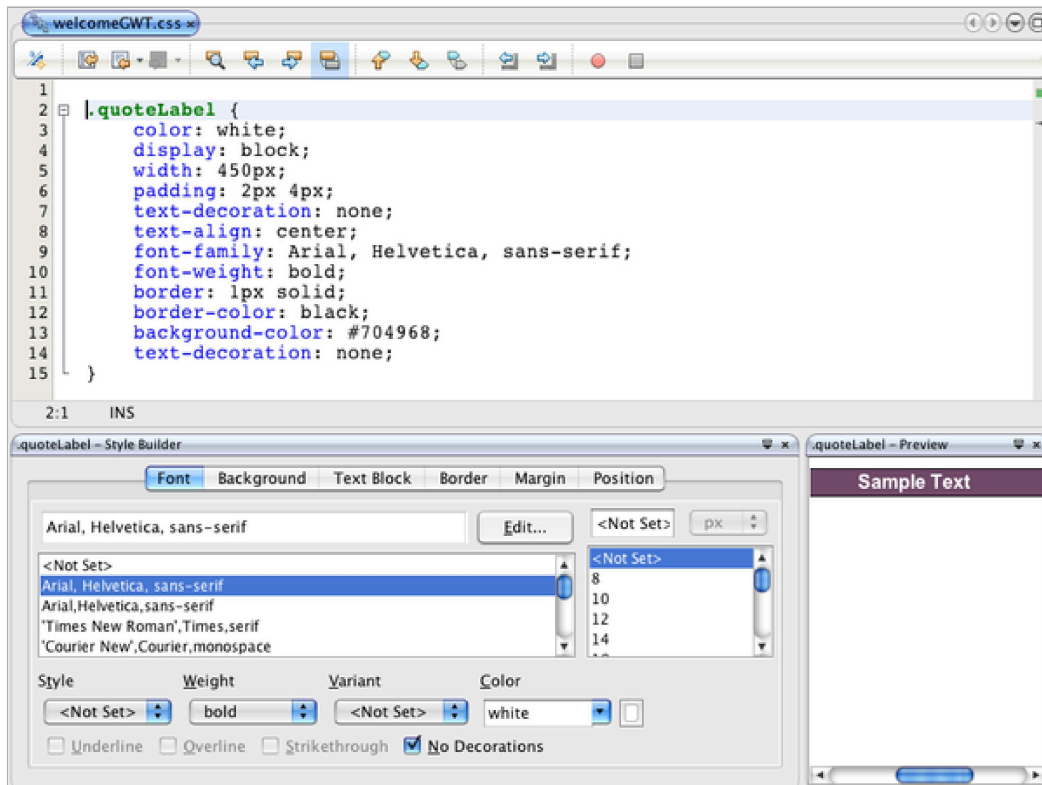 welcomeGWT.css
1
2 .quoteLabel {
3 color: white;
4 display: block;
5 width: 450px;
6 padding: 2px 4px;
7 text-decoration: none;
8 text-align: center;
9 font-family: Arial, Helvetica, sans-serif;
10 font-weight: bold;
11 border: 1px solid;
12 border-color: black;
13 background-color: #704968;
14 text-decoration: none;
15 }
2:1 INS
.quoteLabel – Style Builder
.quoteLabel – Preview
Font Background Text Block Border Margin Position
Sample Text
Arial, Helvetica, sans-serif Edit... <Not Set> px
<Not Set>
Arial, Helvetica, sans-serif
Arial,Helvetica,sans-serif
'Times New Roman',Times,serif
'Courier New',Courier,monospace
<Not Set>
8
10
12
14
Style Weight Variant Color
<Not Set> bold <Not Set> white
Underline Overline Strikethrough No Decorations